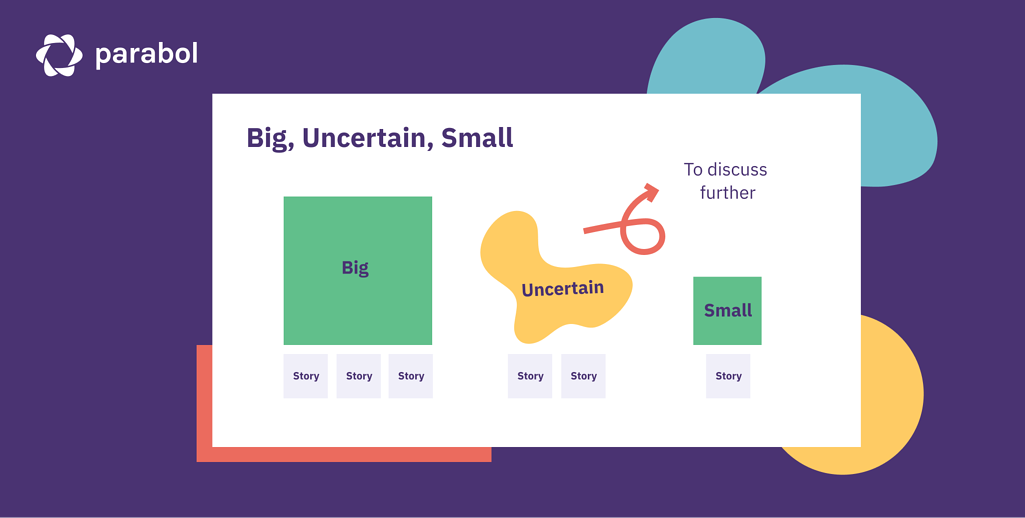 parabol
Big, Uncertain, Small
To discuss
further
Big
Uncertain
Small
Story Story Story
Story Story
Story